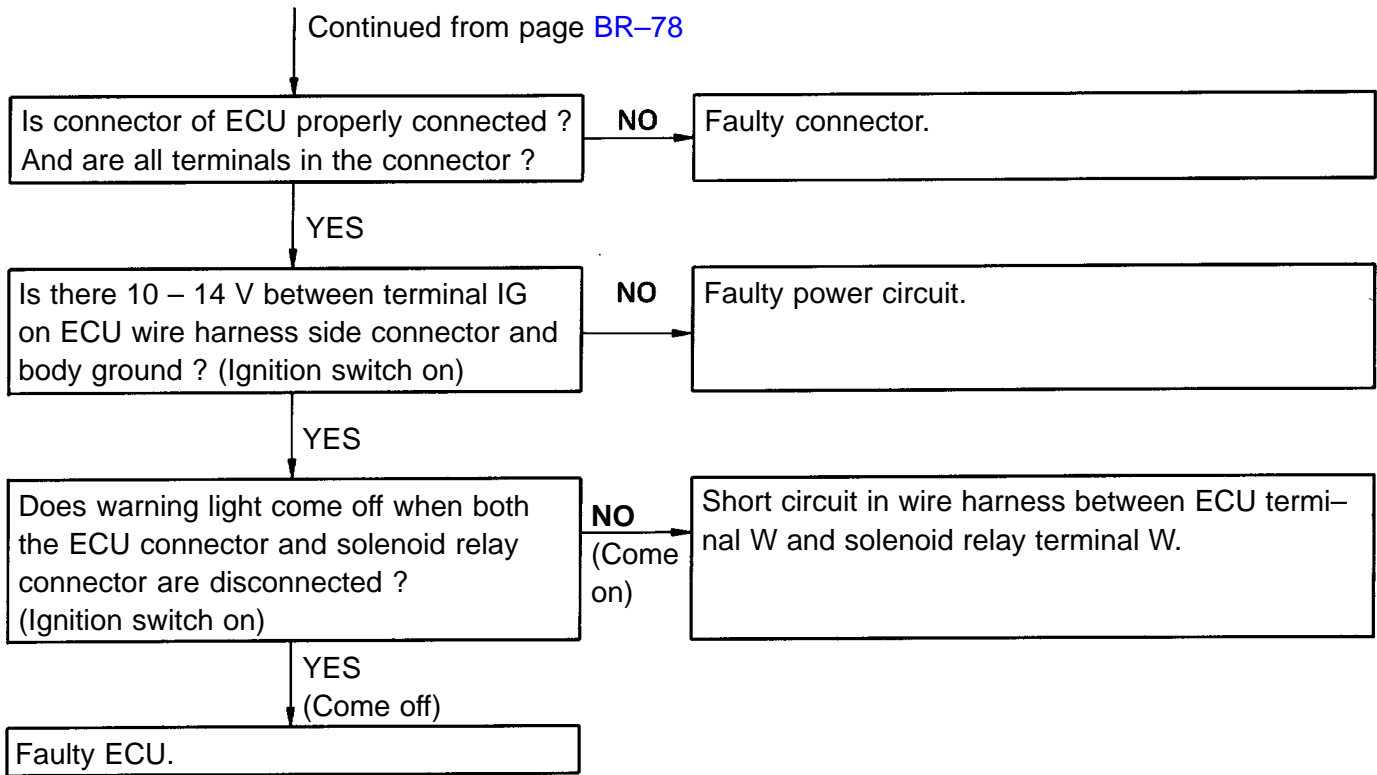 Continued from page BR–78
Is connector of ECU properly connected ?
And are all terminals in the connector ?
NO
Faulty connector.
YES
Is there 10 – 14 V between terminal IG
on ECU wire harness side connector and
body ground ? (Ignition switch on)
NO
Faulty power circuit.
YES
Does warning light come off when both
the ECU connector and solenoid relay
connector are disconnected ?
(Ignition switch on)
NO
(Come
on)
Short circuit in wire harness between ECU termi–
nal W and solenoid relay terminal W.
YES
(Come off)
Faulty ECU.